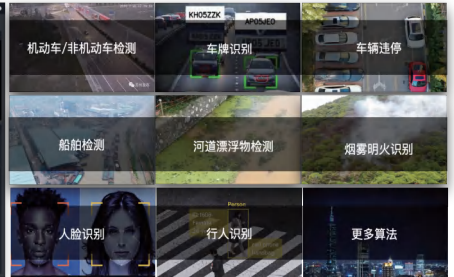 KH05ZZK
AP05JEO
机动车/非机动车检测
车牌识别
车辆违停
船舶检测
河道漂浮物检测
烟雾明火识别
Person
人脸识别
行人识别
更多算法